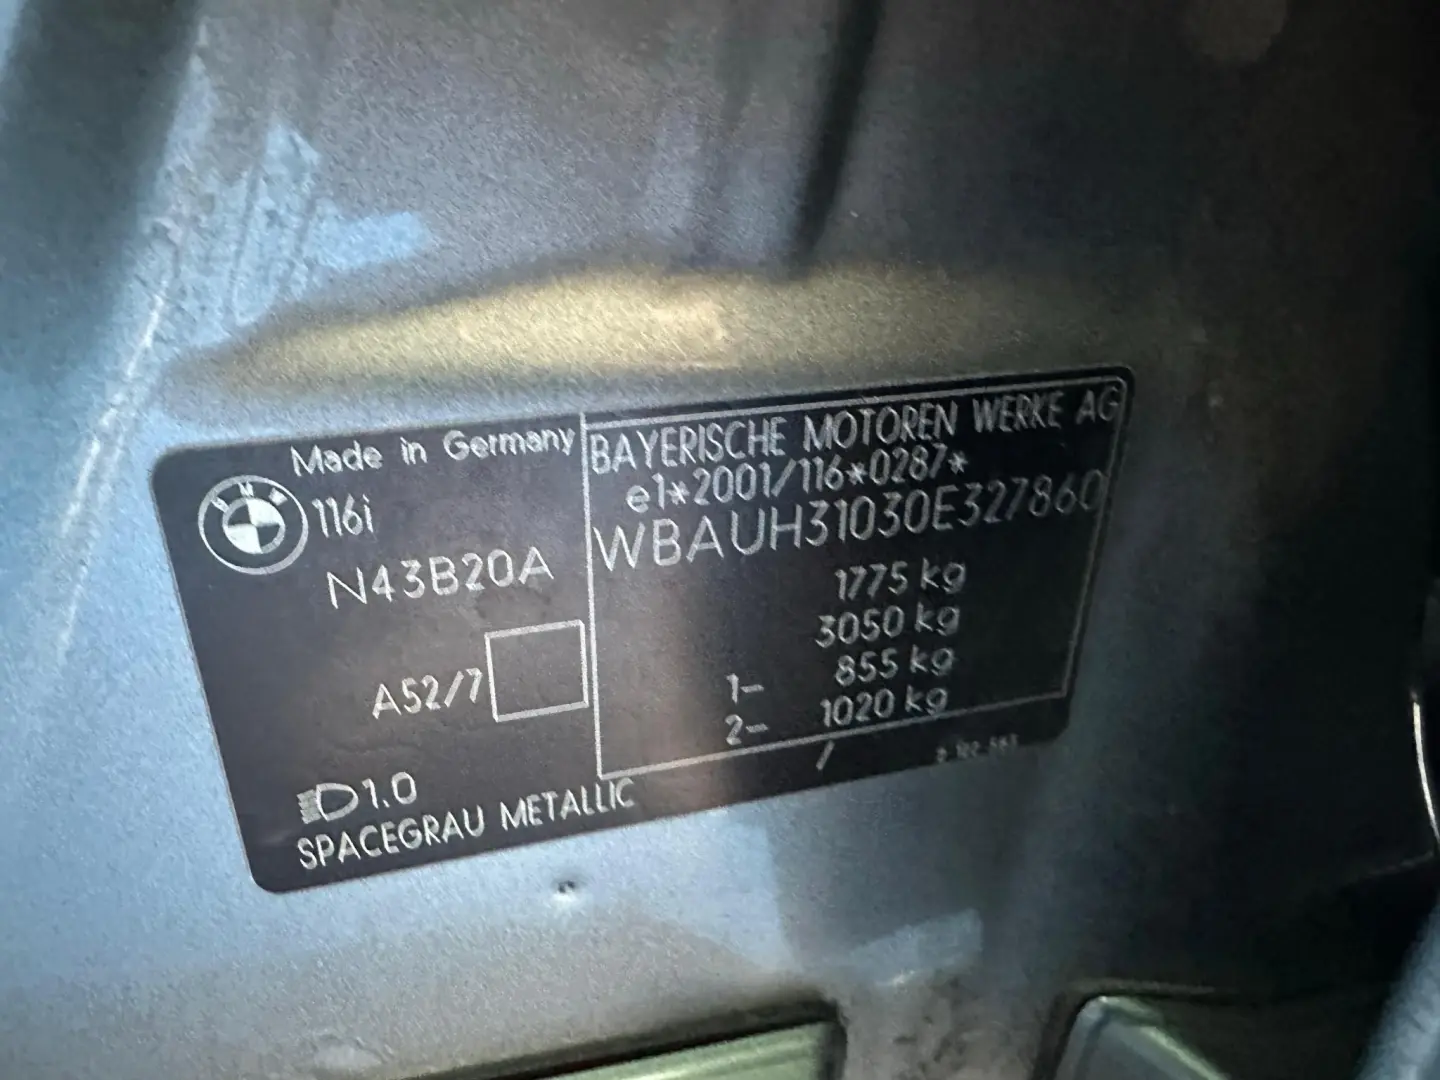 Made in Germany
BMW
116i
N43B20A
A52/7
1.0
SPACEGRAU METALLIC
BAYERISCHE MOTOREN WERKE AG
e1*2001/116*0287*
WBAUH31030E327860
1775 kg
3050 kg
1- 855 kg
2- 1020 kg
/